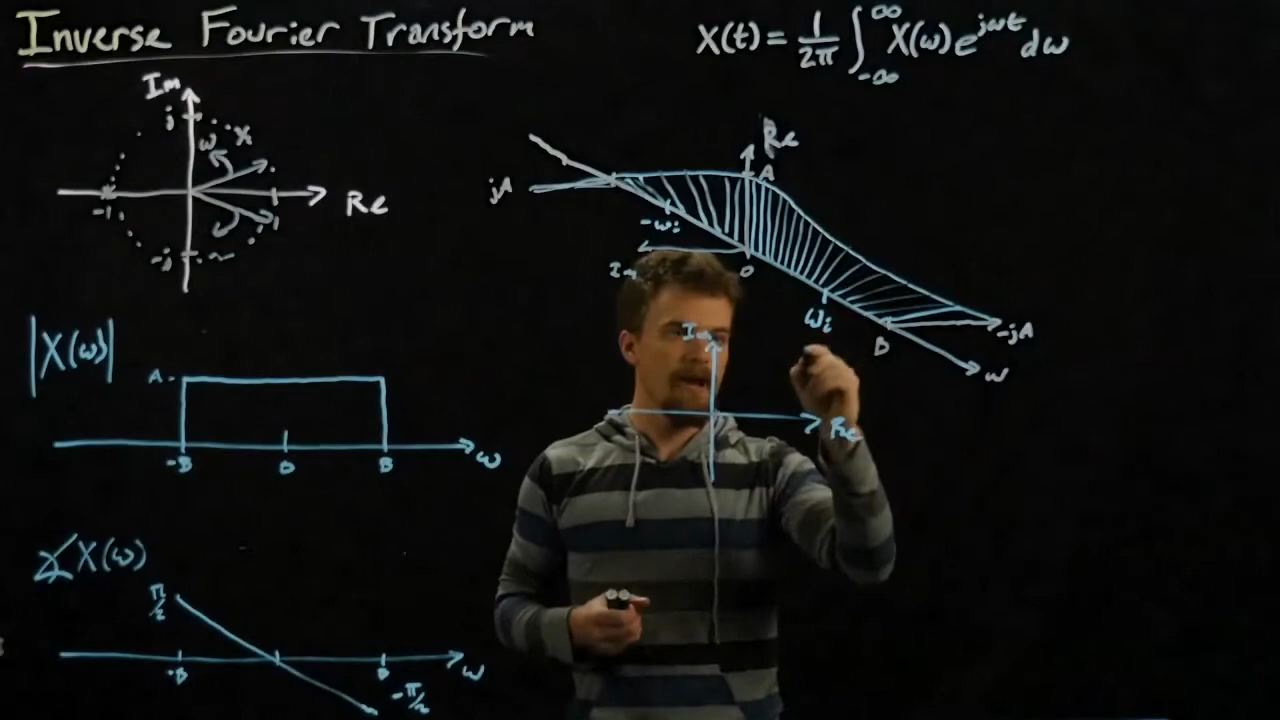 Inverse Fourier Transform
X(t) = 1/2π ∫_{-∞}^{∞} X(ω) e^{jωt} dω
Im
j
ω
-1
1
Re
-j
Re
jA
A
-ωi
Im
0
ωi
-jA
B
ω
Im
Re
|X(ω)|
A
-B
0
B
ω
∠X(ω)
π/2
-B
B
ω
-π/2